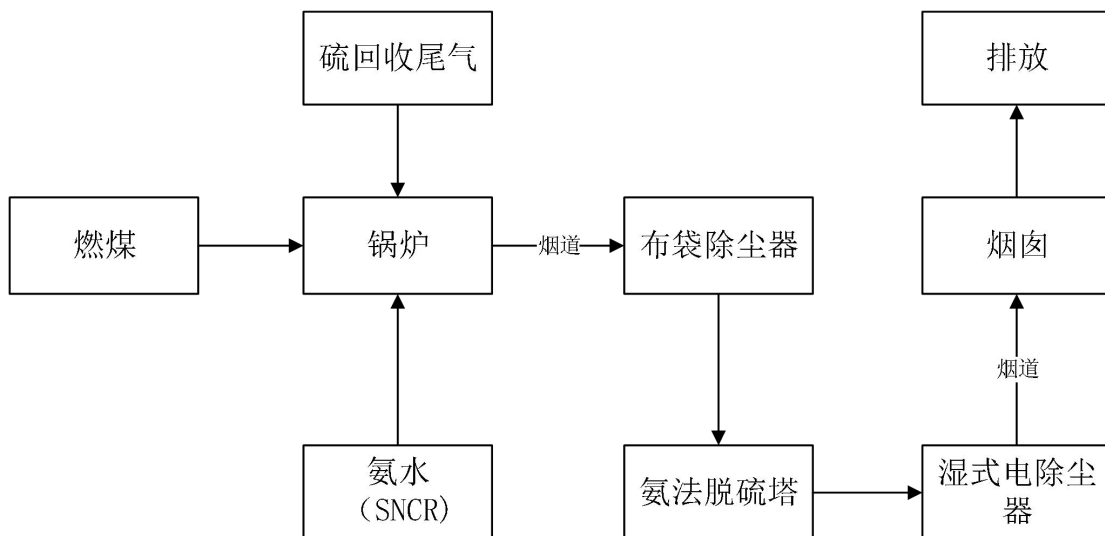 硫回收尾气
排放
燃煤
锅炉
烟道
布袋除尘器
烟囱
烟道
氨水
（SNCR)
氨法脱硫塔
湿式电除尘
器